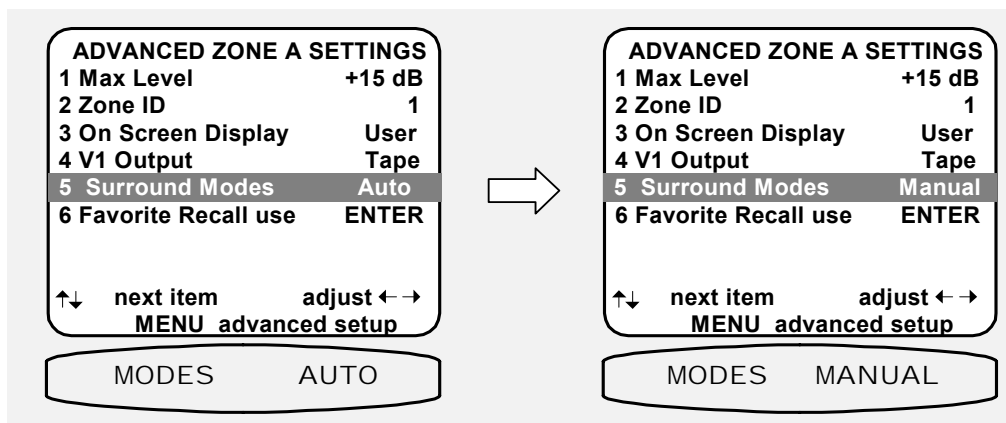 ADVANCED ZONE A SETTINGS
1 Max Level +15 dB
2 Zone ID 1
3 On Screen Display User
4 V1 Output Tape
5 Surround Modes Auto
6 Favorite Recall use ENTER
↑↓ next item adjust ←→
MENU advanced setup
MODES AUTO
ADVANCED ZONE A SETTINGS
1 Max Level +15 dB
2 Zone ID 1
3 On Screen Display User
4 V1 Output Tape
5 Surround Modes Manual
6 Favorite Recall use ENTER
↑↓ next item adjust ←→
MENU advanced setup
MODES MANUAL